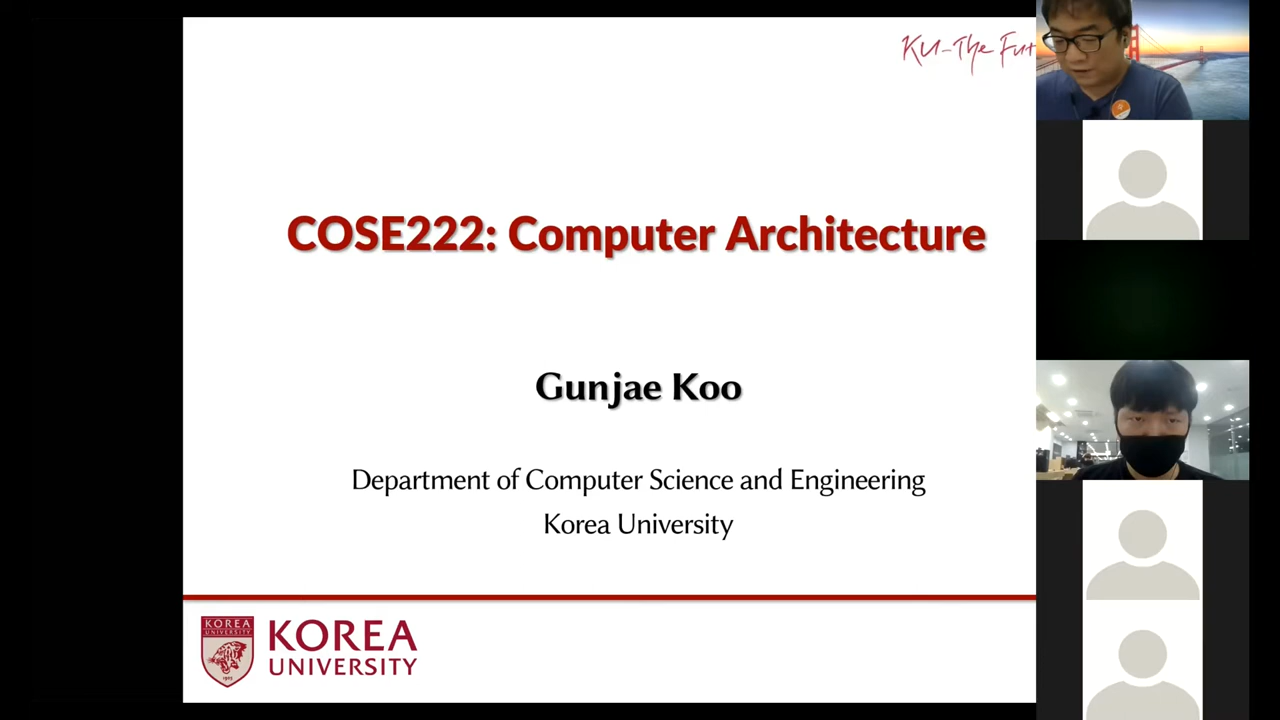 KU-The Fut
COSE222: Computer Architecture
Gunjae Koo
Department of Computer Science and Engineering
Korea University
KOREA
UNIVERSITY
1905
KOREA
UNIVERSITY